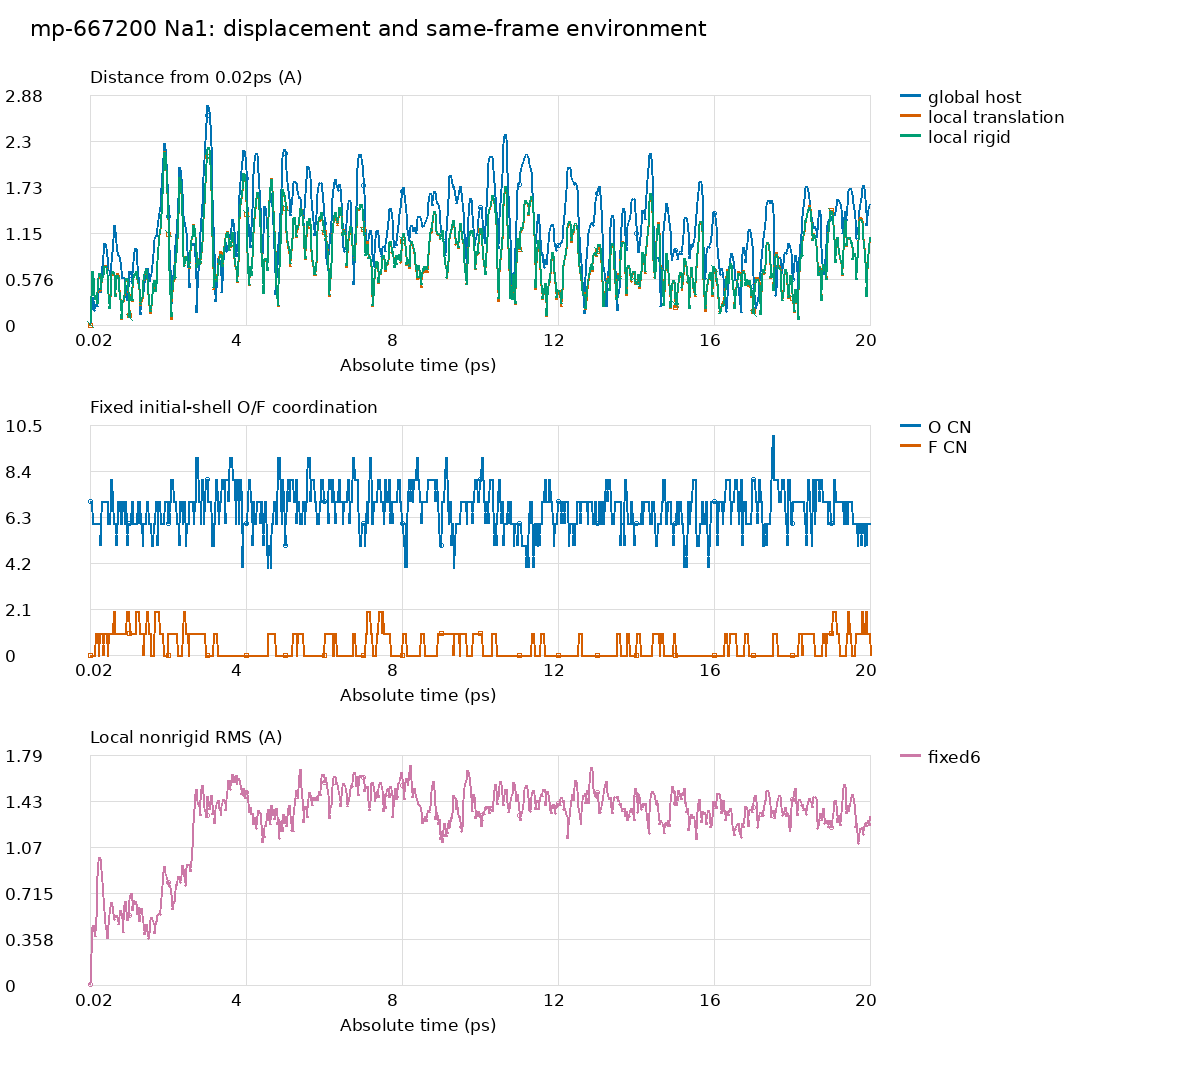 mp-667200 Na1: displacement and same-frame environment
Distance from 0.02ps (A)
2.88
2.3
1.73
1.15
0.576
0
0.02 4 8 12 16 20
Absolute time (ps)
global host
local translation
local rigid
Fixed initial-shell O/F coordination
10.5
8.4
6.3
4.2
2.1
0
0.02 4 8 12 16 20
Absolute time (ps)
O CN
F CN
Local nonrigid RMS (A)
1.79
1.43
1.07
0.715
0.358
0
0.02 4 8 12 16 20
Absolute time (ps)
fixed6